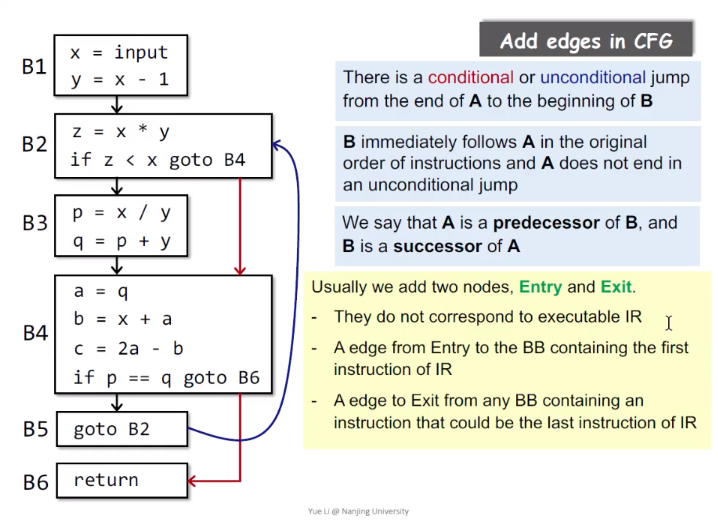 Add edges in CFG
B1
x = input
y = x - 1
B2
z = x * y
if z < x goto B4
B3
p = x / y
q = p + y
B4
a = q
b = x + a
c = 2a - b
if p == q goto B6
B5
goto B2
B6
return
There is a conditional or unconditional jump
from the end of A to the beginning of B
B immediately follows A in the original
order of instructions and A does not end in
an unconditional jump
We say that A is a predecessor of B, and
B is a successor of A
Usually we add two nodes, Entry and Exit.
- They do not correspond to executable IR
- A edge from Entry to the BB containing the first
instruction of IR
- A edge to Exit from any BB containing an
instruction that could be the last instruction of IR
Yue Li @ Nanjing University